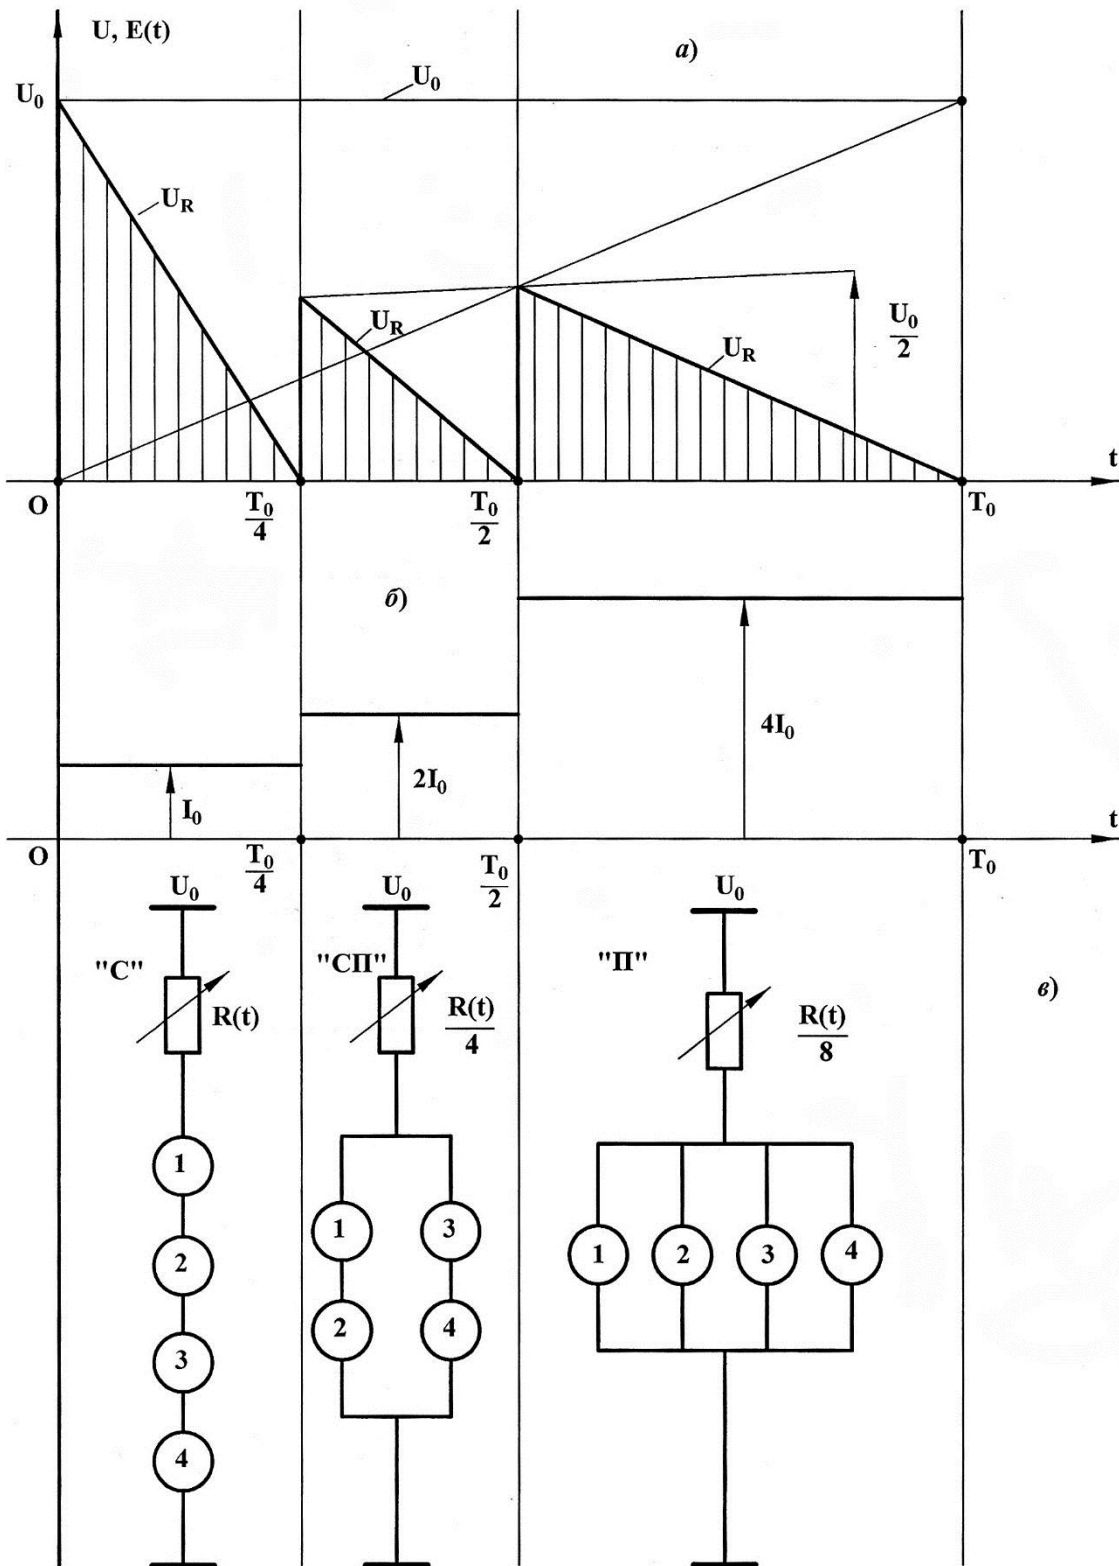 U, E(t)
а)
U₀
U₀
U_R
U_R
U_R
U₀/2
t
O
T₀/4
T₀/2
T₀
б)
I₀
2I₀
4I₀
t
O
T₀/4
T₀/2
T₀
U₀
U₀
U₀
"С"
"СП"
"П"
в)
R(t)
R(t)/4
R(t)/8
1
2
3
4
1
3
2
4
1 2 3 4